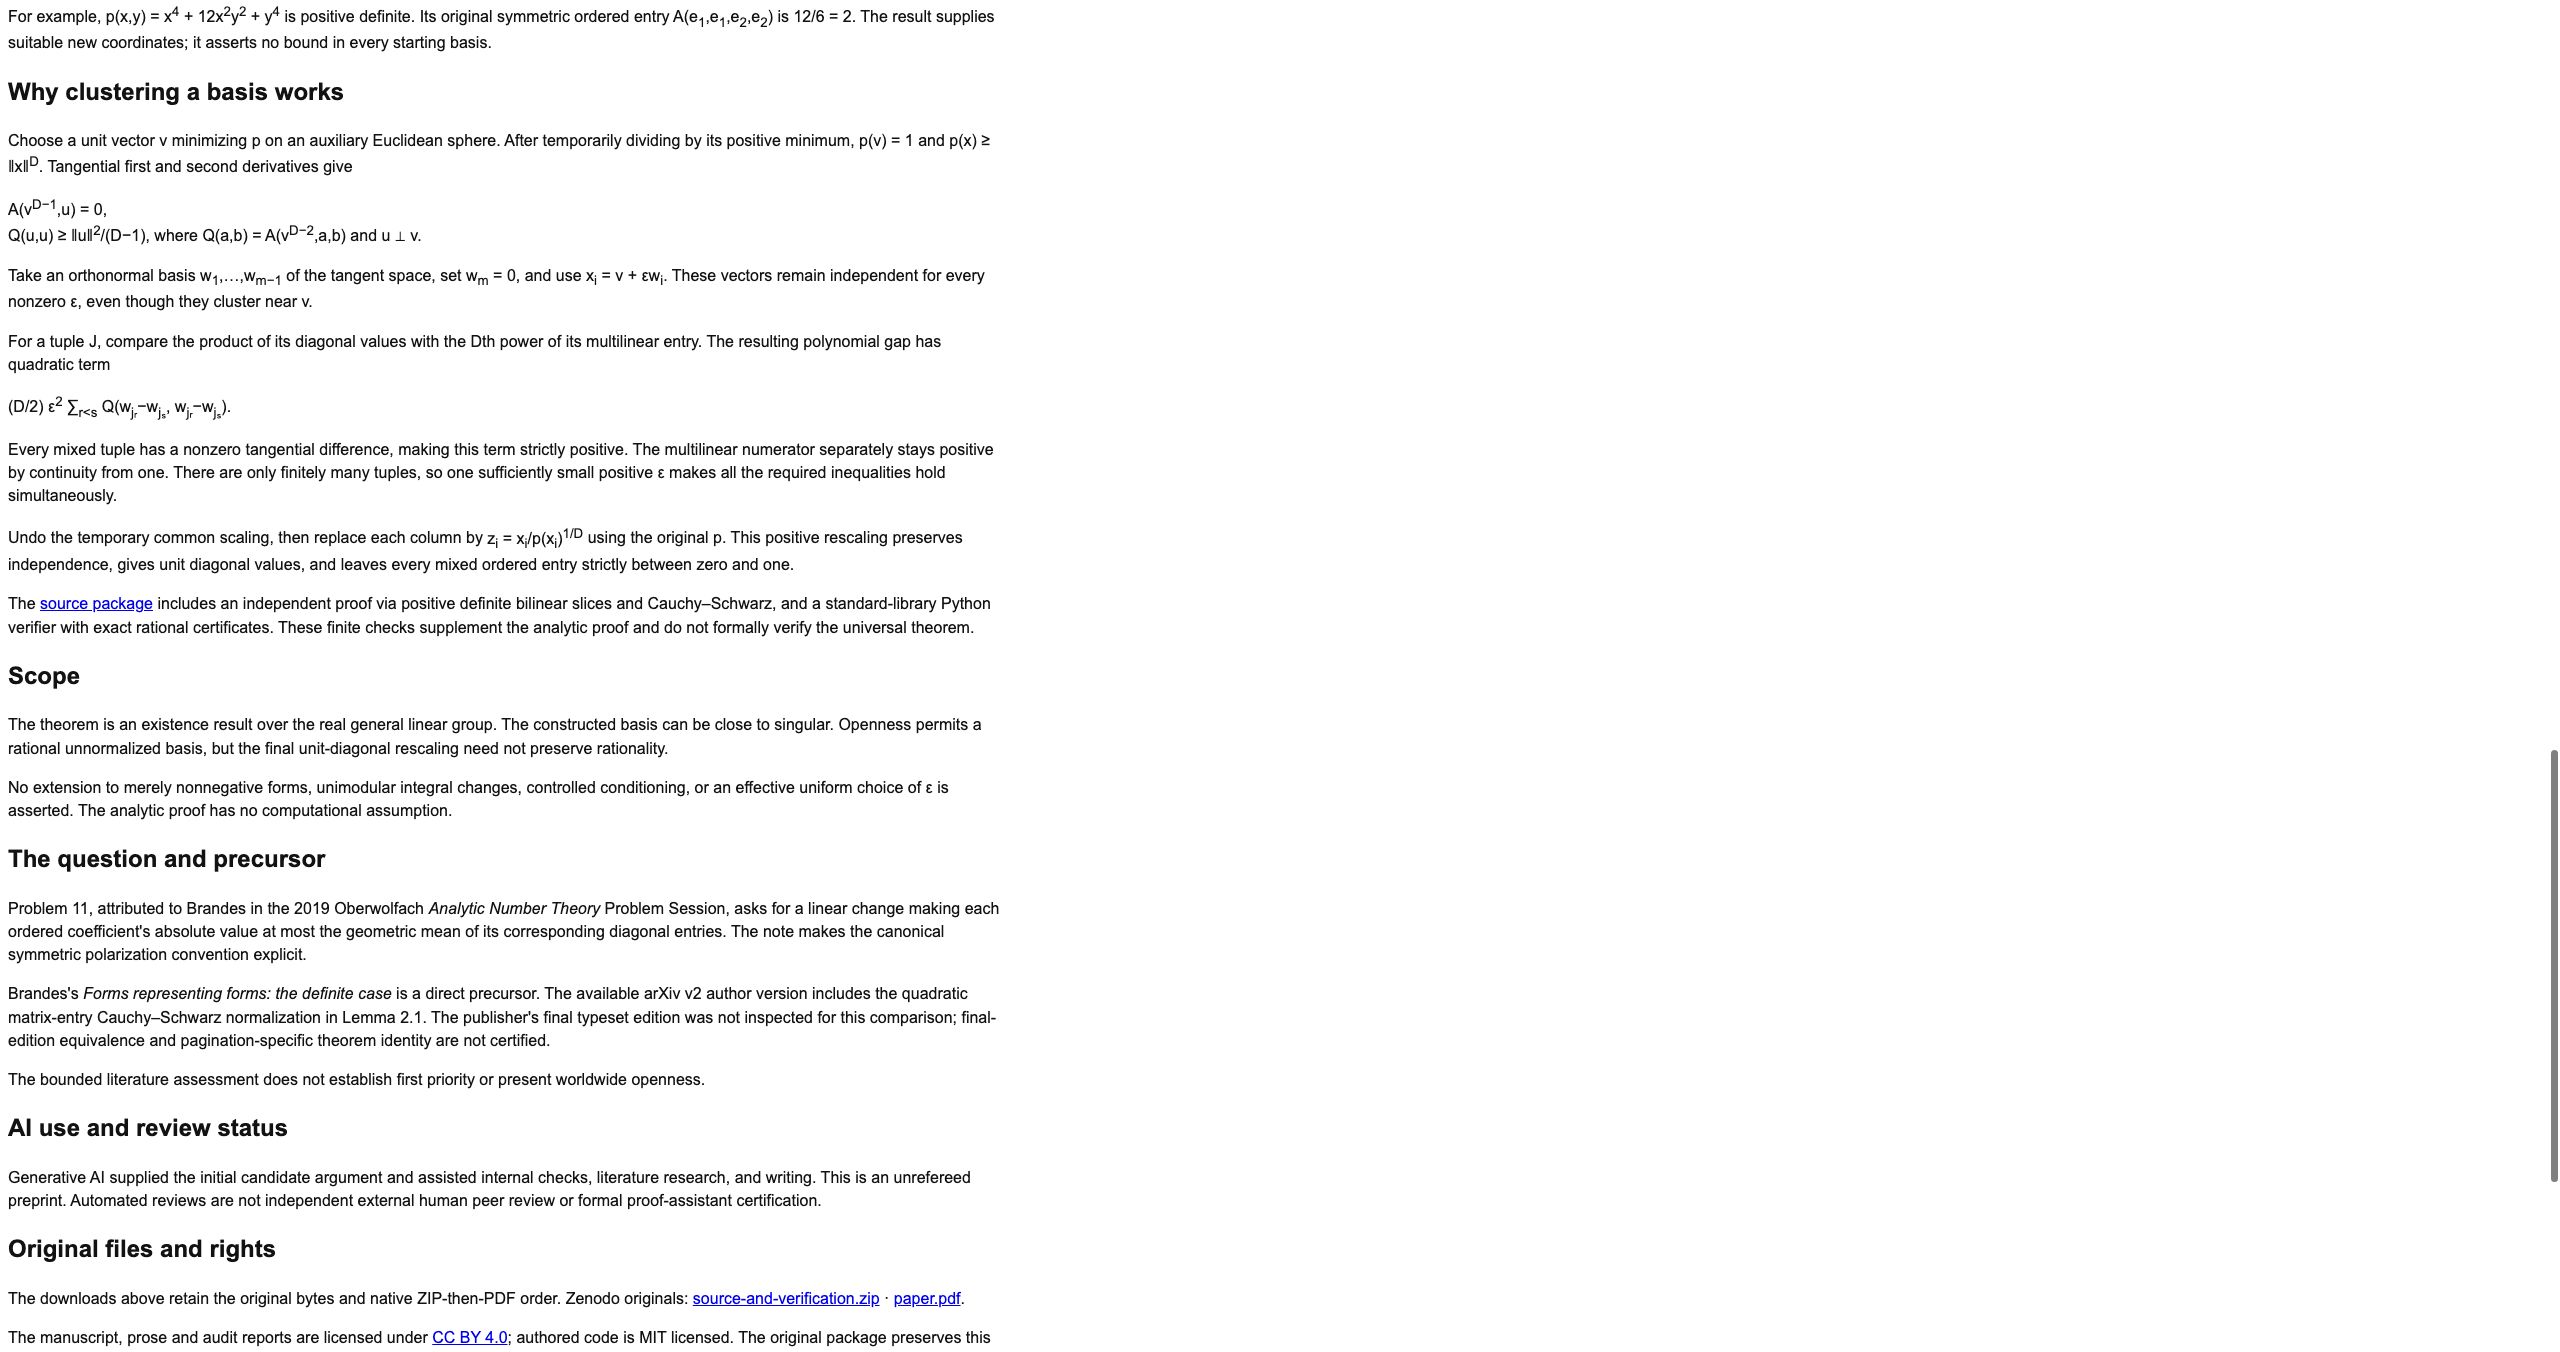 For example, p(x,y) = x⁴ + 12x²y² + y⁴ is positive definite. Its original symmetric ordered entry A(e₁,e₁,e₂,e₂) is 12/6 = 2. The result supplies
suitable new coordinates; it asserts no bound in every starting basis.
Why clustering a basis works
Choose a unit vector v minimizing p on an auxiliary Euclidean sphere. After temporarily dividing by its positive minimum, p(v) = 1 and p(x) ≥
‖x‖ᴰ. Tangential first and second derivatives give
A(vᴰ⁻¹,u) = 0,
Q(u,u) ≥ ‖u‖²/(D−1), where Q(a,b) = A(vᴰ⁻²,a,b) and u ⊥ v.
Take an orthonormal basis w₁,…,wₘ₋₁ of the tangent space, set wₘ = 0, and use xᵢ = v + εwᵢ. These vectors remain independent for every
nonzero ε, even though they cluster near v.
For a tuple J, compare the product of its diagonal values with the Dth power of its multilinear entry. The resulting polynomial gap has
quadratic term
(D/2) ε² ∑r<s Q(wjᵣ−wjₛ, wjᵣ−wjₛ).
Every mixed tuple has a nonzero tangential difference, making this term strictly positive. The multilinear numerator separately stays positive
by continuity from one. There are only finitely many tuples, so one sufficiently small positive ε makes all the required inequalities hold
simultaneously.
Undo the temporary common scaling, then replace each column by zᵢ = xᵢ/p(xᵢ)¹/ᴰ using the original p. This positive rescaling preserves
independence, gives unit diagonal values, and leaves every mixed ordered entry strictly between zero and one.
The source package includes an independent proof via positive definite bilinear slices and Cauchy–Schwarz, and a standard-library Python
verifier with exact rational certificates. These finite checks supplement the analytic proof and do not formally verify the universal theorem.
Scope
The theorem is an existence result over the real general linear group. The constructed basis can be close to singular. Openness permits a
rational unnormalized basis, but the final unit-diagonal rescaling need not preserve rationality.
No extension to merely nonnegative forms, unimodular integral changes, controlled conditioning, or an effective uniform choice of ε is
asserted. The analytic proof has no computational assumption.
The question and precursor
Problem 11, attributed to Brandes in the 2019 Oberwolfach Analytic Number Theory Problem Session, asks for a linear change making each
ordered coefficient's absolute value at most the geometric mean of its corresponding diagonal entries. The note makes the canonical
symmetric polarization convention explicit.
Brandes's Forms representing forms: the definite case is a direct precursor. The available arXiv v2 author version includes the quadratic
matrix-entry Cauchy–Schwarz normalization in Lemma 2.1. The publisher's final typeset edition was not inspected for this comparison; final-
edition equivalence and pagination-specific theorem identity are not certified.
The bounded literature assessment does not establish first priority or present worldwide openness.
AI use and review status
Generative AI supplied the initial candidate argument and assisted internal checks, literature research, and writing. This is an unrefereed
preprint. Automated reviews are not independent external human peer review or formal proof-assistant certification.
Original files and rights
The downloads above retain the original bytes and native ZIP-then-PDF order. Zenodo originals: source-and-verification.zip · paper.pdf.
The manuscript, prose and audit reports are licensed under CC BY 4.0; authored code is MIT licensed. The original package preserves this